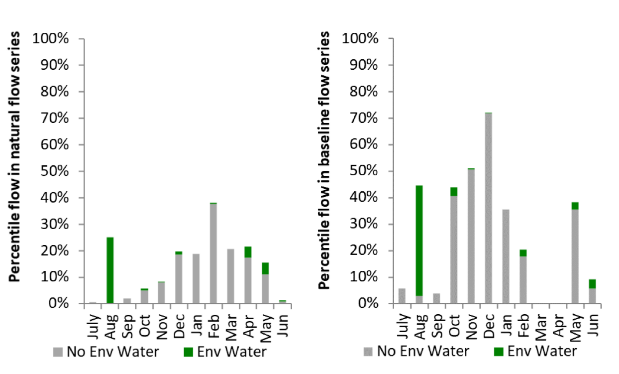 Percentile flow in natural flow series
100%
90%
80%
70%
60%
50%
40%
30%
20%
10%
0%
July
Aug
Sep
Oct
Nov
Dec
Jan
Feb
Mar
Apr
May
Jun
No Env Water
Env Water
Percentile flow in baseline flow series
100%
90%
80%
70%
60%
50%
40%
30%
20%
10%
0%
July
Aug
Sep
Oct
Nov
Dec
Jan
Feb
Mar
Apr
May
Jun
No Env Water
Env Water